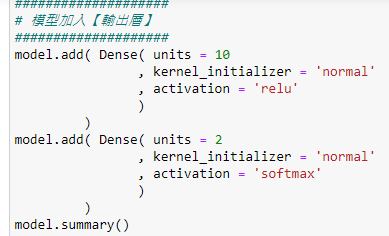 ####################
# 模型加入【輸出層】
####################
model.add( Dense( units = 10
                , kernel_initializer = 'normal'
                , activation = 'relu'
                )
         )
model.add( Dense( units = 2
                , kernel_initializer = 'normal'
                , activation = 'softmax'
                )
         )
model.summary()